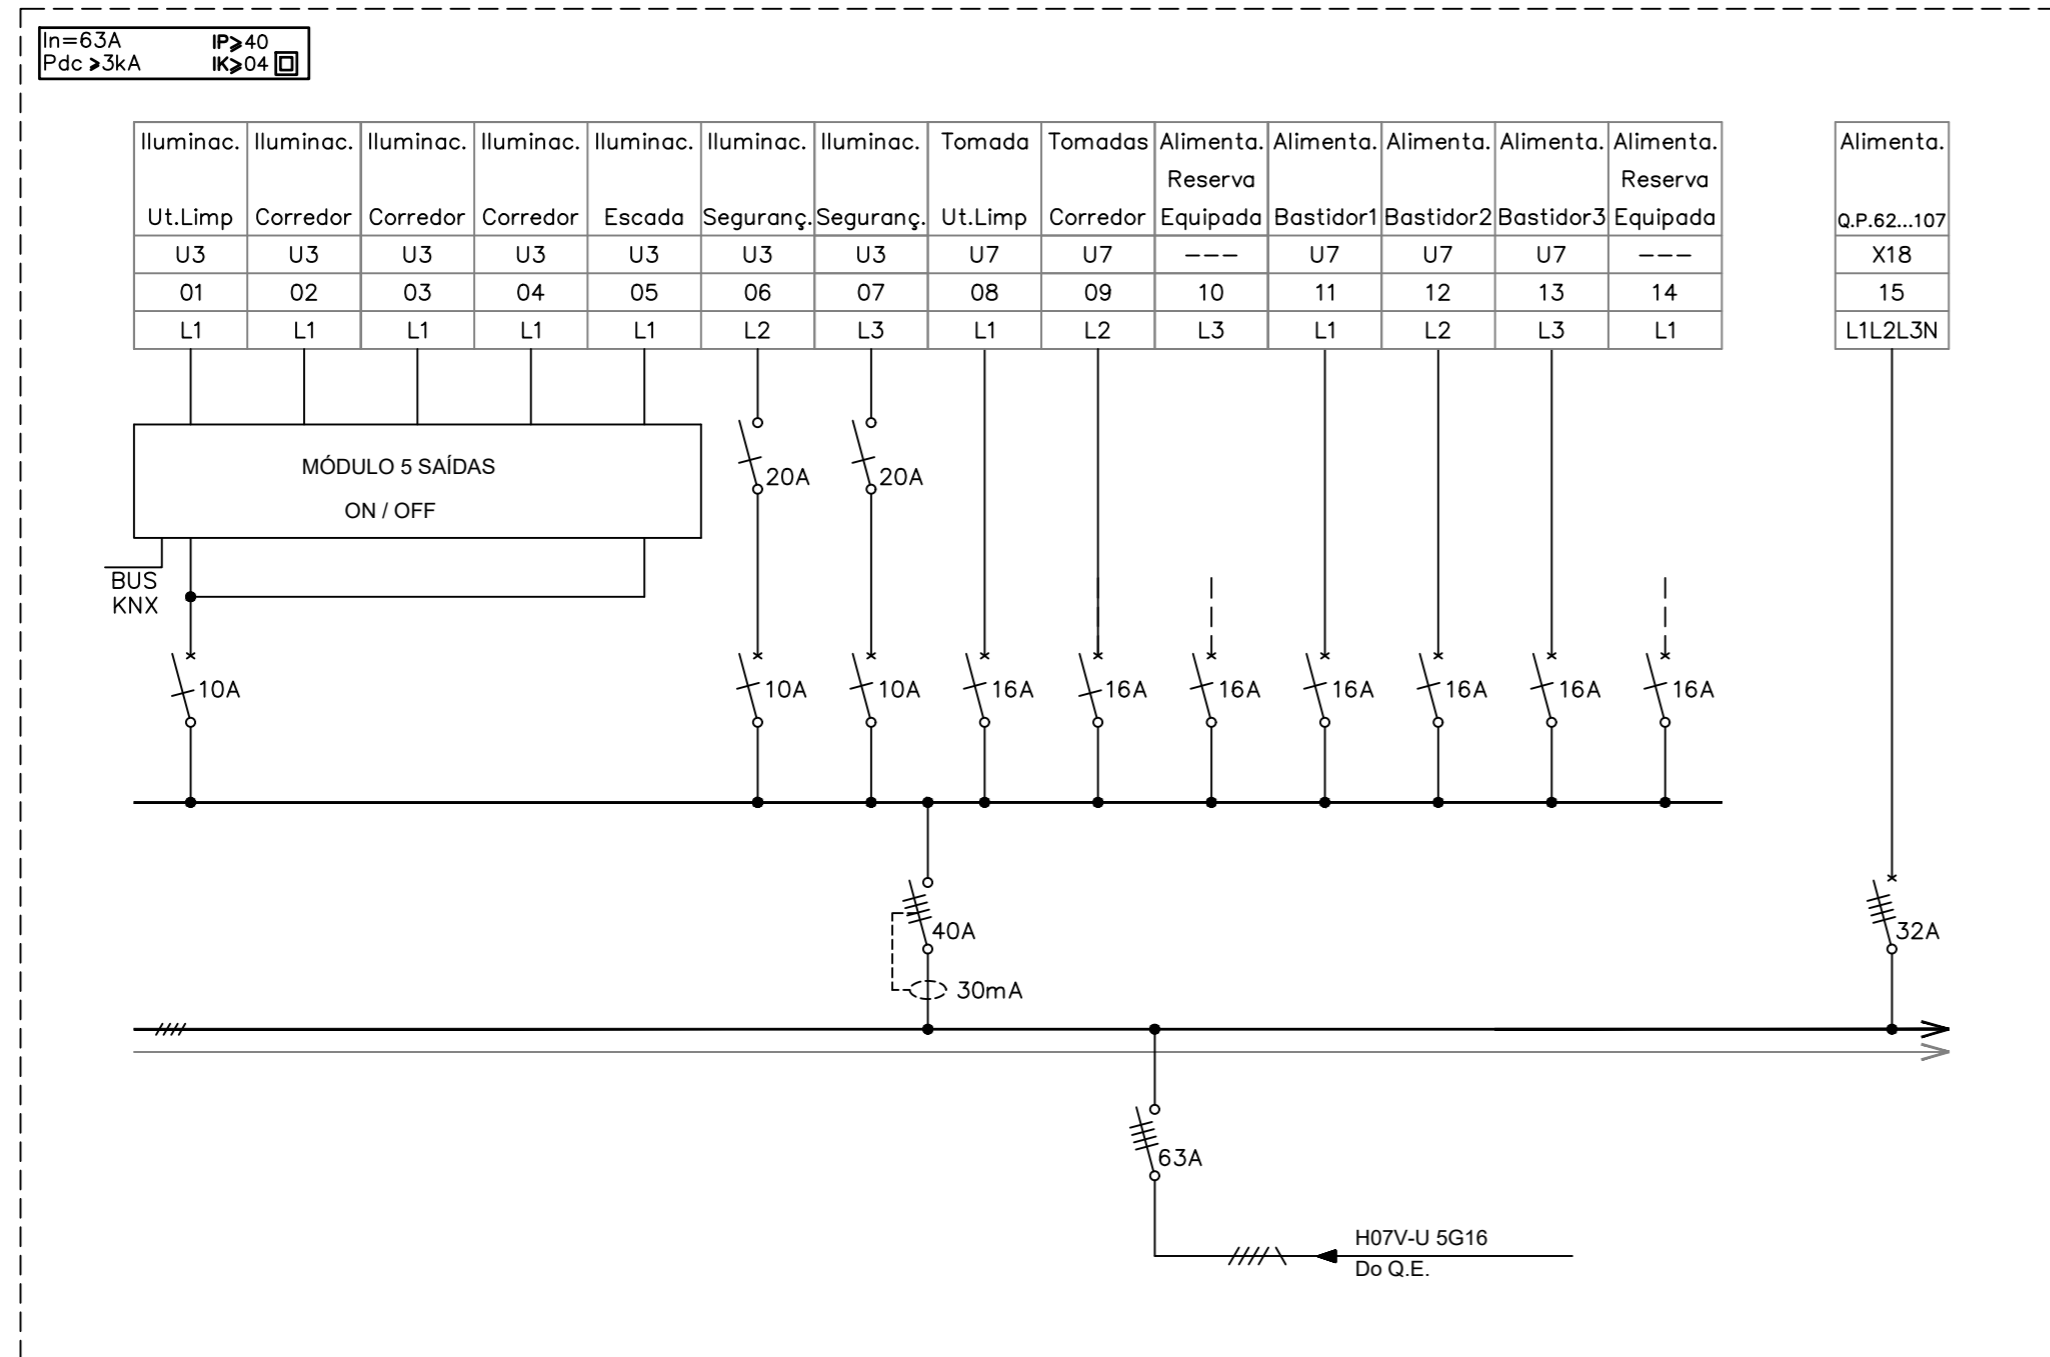 In=63A IP⩾40
Pdc ⩾3kA IK⩾04
Iluminac. Iluminac. Iluminac. Iluminac. Iluminac. Iluminac. Iluminac. Tomada Tomadas Alimenta. Alimenta. Alimenta. Alimenta. Alimenta. Alimenta.
Reserva Reserva
Ut.Limp Corredor Corredor Corredor Escada Seguranç. Seguranç. Ut.Limp Corredor Equipada Bastidor1 Bastidor2 Bastidor3 Equipada Q.P.62...107
U3 U3 U3 U3 U3 U3 U3 U7 U7 --- U7 U7 U7 --- X18
01 02 03 04 05 06 07 08 09 10 11 12 13 14 15
L1 L1 L1 L1 L1 L2 L3 L1 L2 L3 L1 L2 L3 L1 L1L2L3N
MÓDULO 5 SAÍDAS
ON / OFF
20A 20A
BUS
KNX
10A 10A 10A 16A 16A 16A 16A 16A 16A 16A
40A 32A
30mA
63A
H07V-U 5G16
Do Q.E.